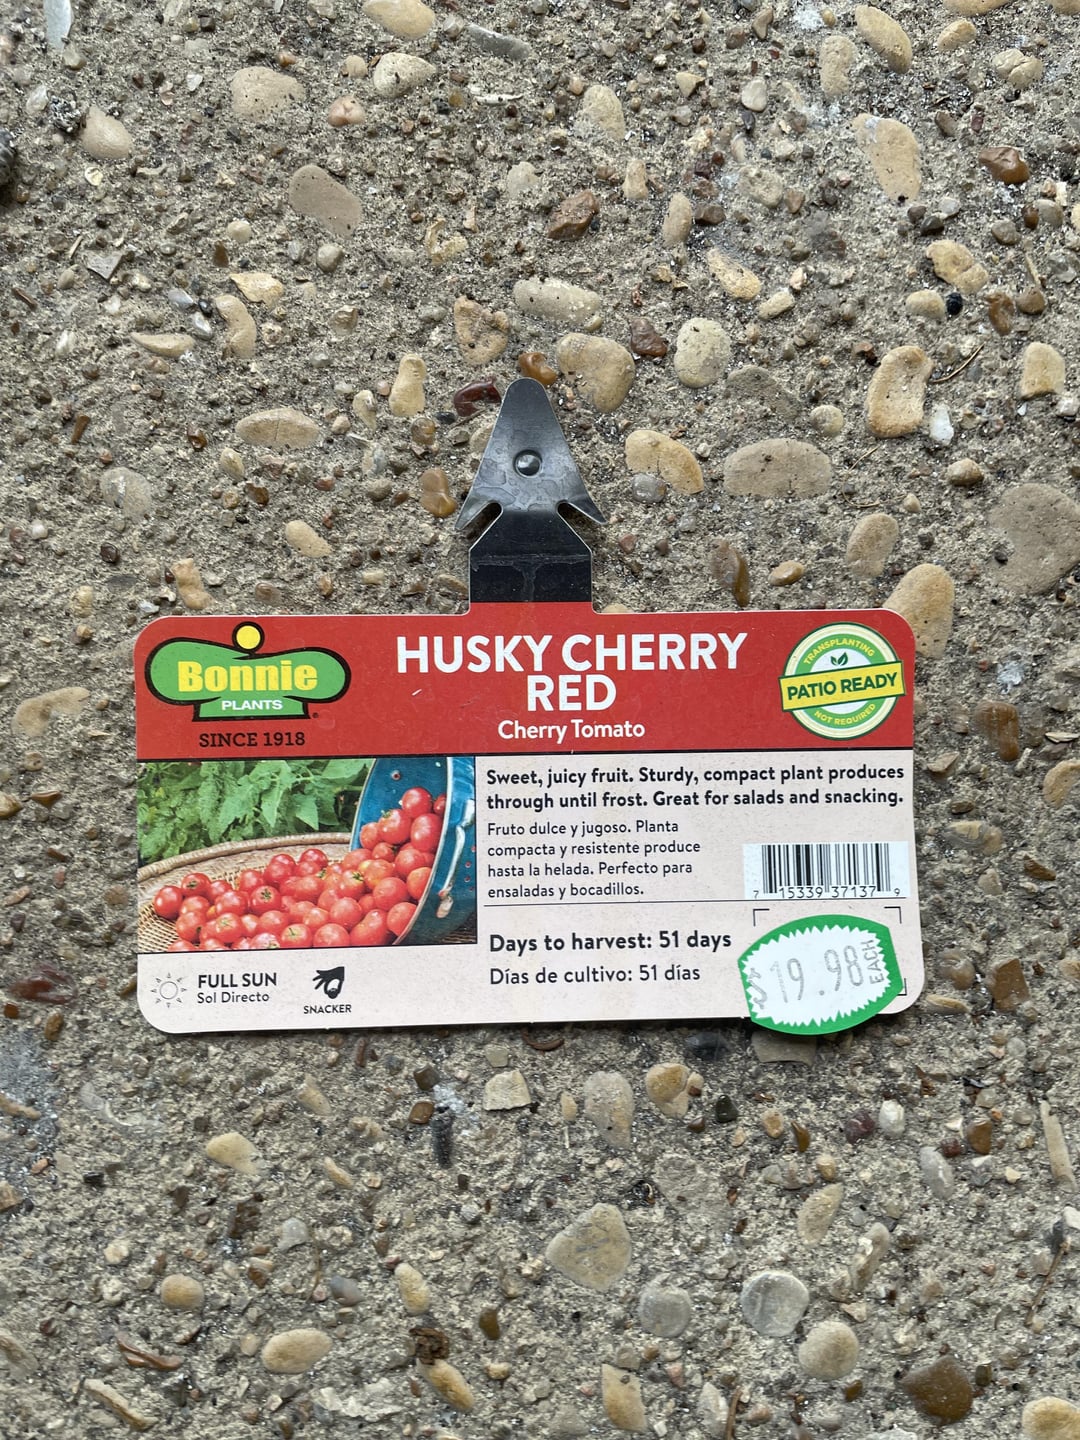 Bonnie
PLANTS
SINCE 1918
HUSKY CHERRY
RED
Cherry Tomato
TRANSPLANTING
PATIO READY
NOT REQUIRED
Sweet, juicy fruit. Sturdy, compact plant produces
through until frost. Great for salads and snacking.
Fruto dulce y jugoso. Planta
compacta y resistente produce
hasta la helada. Perfecto para
ensaladas y bocadillos.
7 15339 37137 9
Days to harvest: 51 days
Días de cultivo: 51 días
$19.98 EACH
FULL SUN
Sol Directo
SNACKER